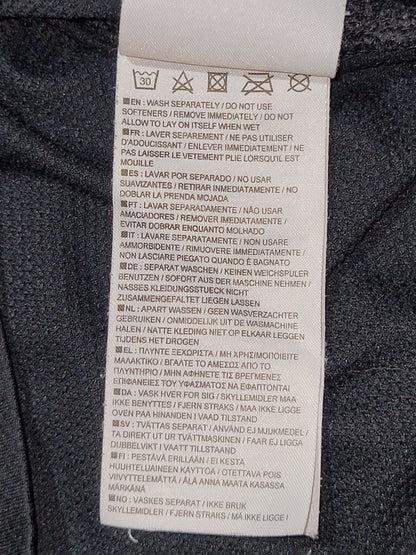 30
EN : WASH SEPARATELY / DO NOT USE
SOFTENERS / REMOVE IMMEDIATELY / DO NOT
ALLOW TO LAY ON ITSELF WHEN WET
FR : LAVER SEPAREMENT / NE PAS UTILISER
D'ADOUCISSANT / ENLEVER IMMEDIATEMENT / NE
PAS LAISSER LE VETEMENT PLIE LORSQU'IL EST
MOUILLÉ
ES : LAVAR POR SEPARADO / NO USAR
SUAVIZANTES / RETIRAR INMEDIATAMENTE / NO
DOBLAR LA PRENDA MOJADA
PT : LAVAR SEPARADAMENTE / NÃO USAR
AMACIADORES / REMOVER IMEDIATAMENTE /
EVITAR DOBRAR ENQUANTO MOLHADO
IT : LAVARE SEPARATAMENTE / NON USARE
AMMORBIDENTE / RIMUOVERE IMMEDIATAMENTE /
NON LASCIARE PIEGATO QUANDO È BAGNATO
DE : SEPARAT WASCHEN / KEINEN WEICHSPÜLER
BENUTZEN / SOFORT AUS DER MASCHINE NEHMEN /
NASSES KLEIDUNGSSTUECK NICHT
ZUSAMMENGEFALTET LIEGEN LASSEN
NL : APART WASSEN / GEEN WASVERZACHTER
GEBRUIKEN / ONMIDDELIJK UIT DE WASMACHINE
HALEN / NATTE KLEDING NIET OP ELKAAR LEGGEN
TIJDENS HET DROGEN
EL : ΠΛΥΝΤΕ ΞΕΧΩΡΙΣΤΑ / ΜΗ ΧΡΗΣΙΜΟΠΟΙΕΙΤΕ
ΜΑΛΑΚΤΙΚΟ / ΒΓΑΛΤΕ ΤΟ ΑΜΕΣΩΣ ΑΠΟ ΤΟ
ΠΛΥΝΤΗΡΙΟ / ΜΗΝ ΑΦΗΝΕΤΕ ΤΙΣ ΒΡΕΓΜΕΝΕΣ
ΕΠΙΦΑΝΕΙΕΣ ΤΟΥ ΥΦΑΣΜΑΤΟΣ ΝΑ ΕΦΑΠΤΟΝΤΑΙ
DA : VASK HVER FOR SIG / SKYLLEMIDLER MAA
IKKE BENYTTES / FJERN STRAKS / MAA IKKE LIGGE
OVEN PAA HINANDEN I VAAD TILSTAND
SV : TVÄTTAS SEPARAT / ANVÄND EJ MJUKMEDEL /
TA DIREKT UT UR TVÄTTMASKINEN / FÅR EJ LIGGA
DUBBELVIKT I VAATT TILLSTAAND
FI : PESTÄVÄ ERILLÄÄN / EI KESTA
HUUHTELUAINEEN KÄYTTÖÄ / OTETTAVA POIS
VIIVYTTELEMÄTTÄ / ÄLÄ ANNA MAATA KASASSA
MÄRKÄNÄ
NO : VASKES SEPARAT / IKKE BRUK
SKYLLEMIDLER / FJERN STRAKS / MÅ IKKE LIGGE /